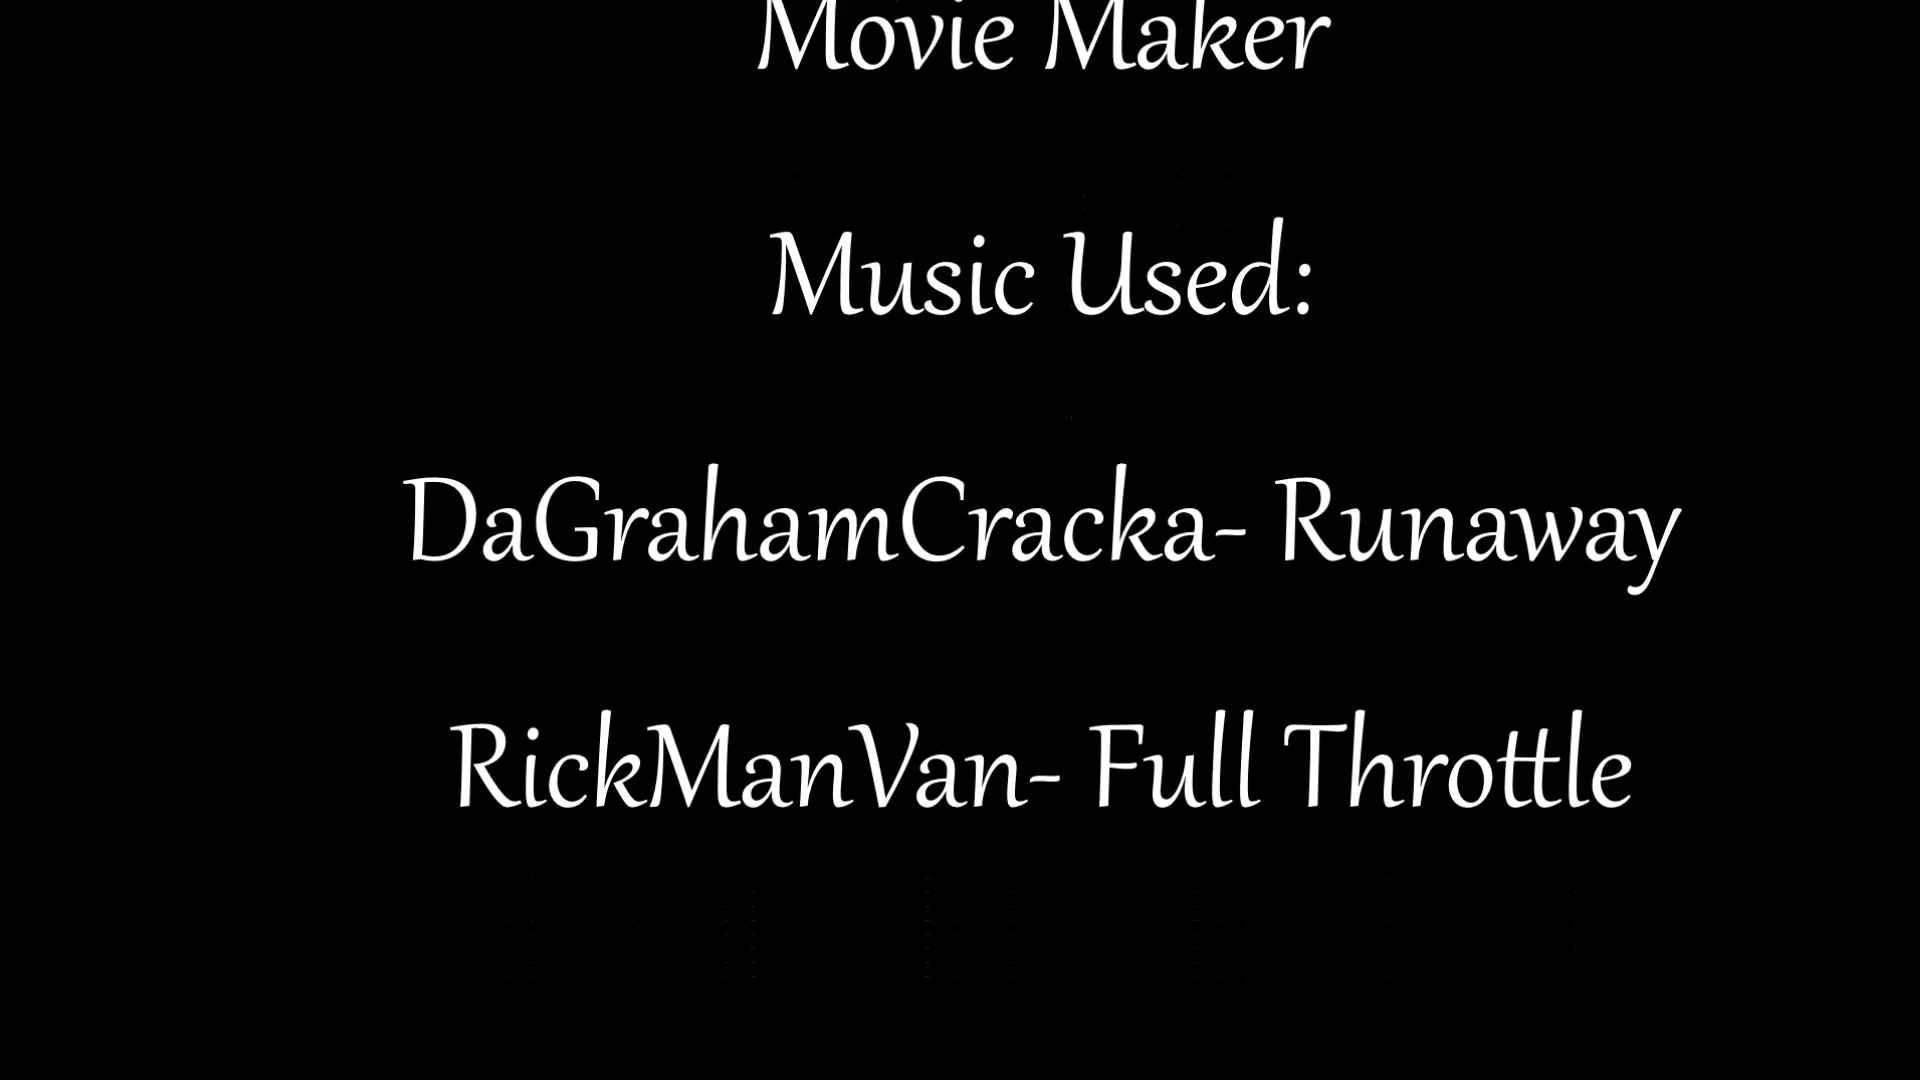 Movie Maker
Music Used:
DaGrahamCracka- Runaway
RickManVan- Full Throttle